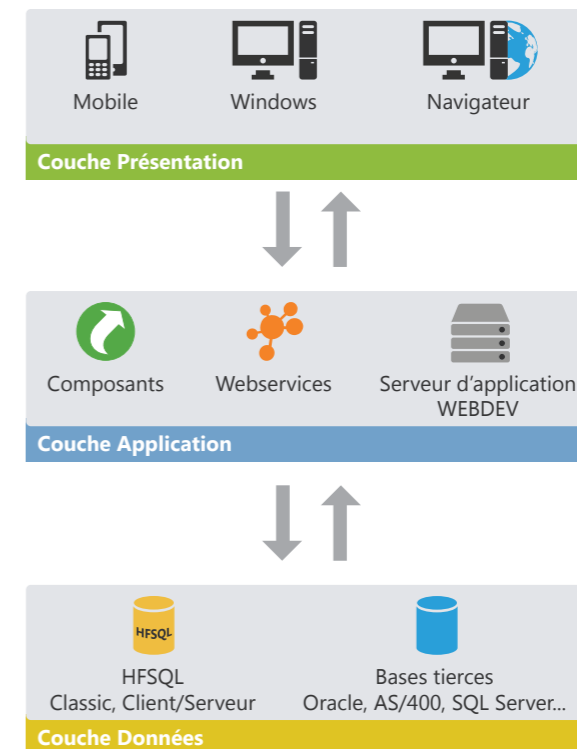 Mobile
Windows
Navigateur
Couche Présentation
Composants
Webservices
Serveur d'application
WEBDEV
Couche Application
HFSQL
HFSQL
Classic, Client/Serveur
Bases tierces
Oracle, AS/400, SQL Server...
Couche Données